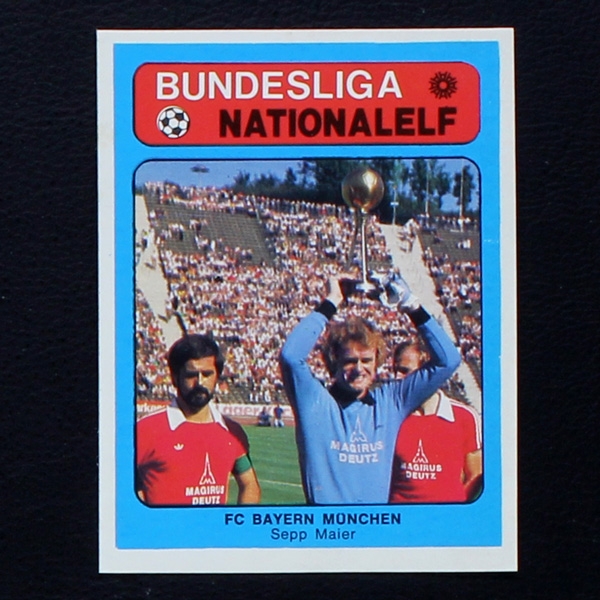 BUNDESLIGA
NATIONALELF
MAGIRUS
DEUTZ
MAGIRUS
DEUTZ
MAGIRUS
DEUTZ
FC BAYERN MÜNCHEN
Sepp Maier